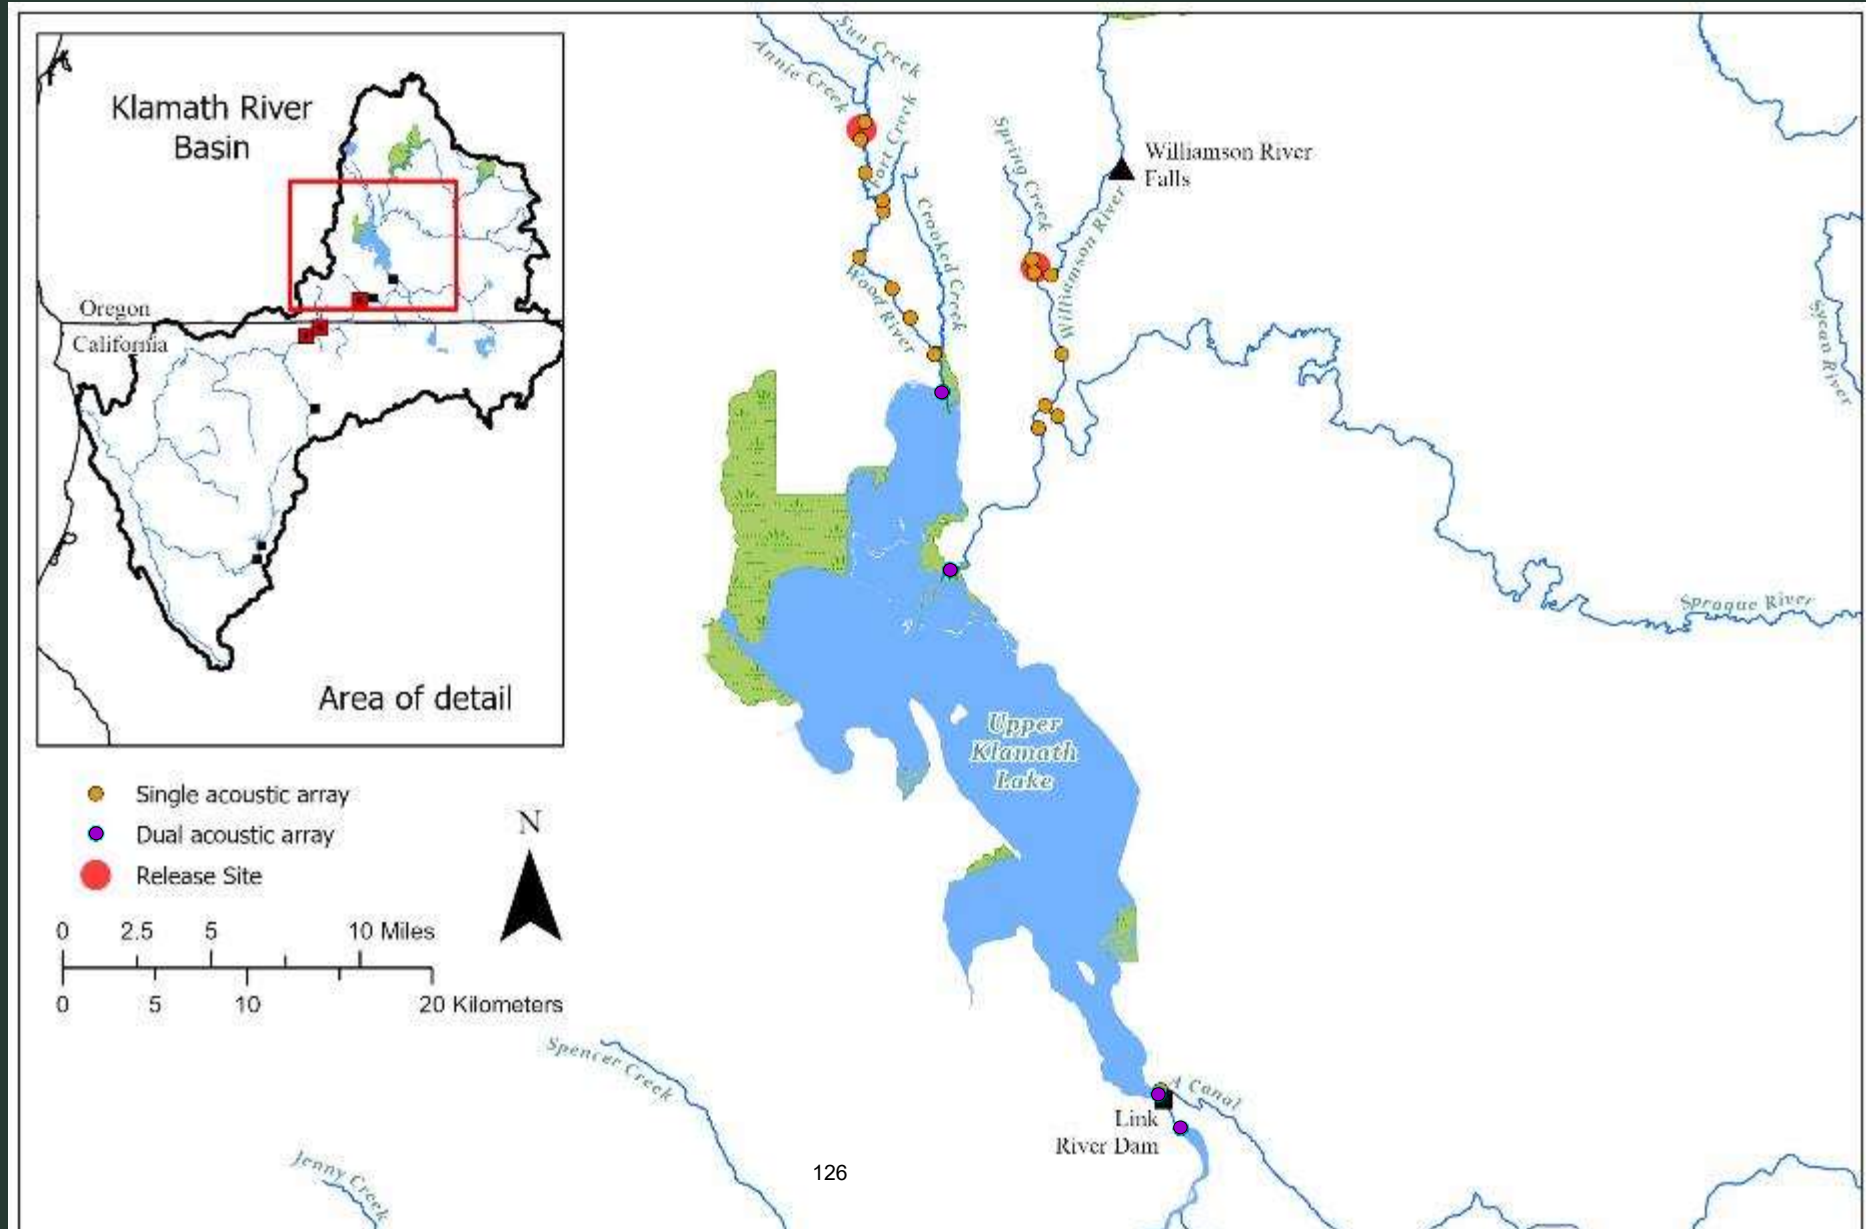 Klamath River
Basin
Oregon
California
Area of detail
Single acoustic array
Dual acoustic array
Release Site
N
0 2.5 5 10 Miles
0 5 10 20 Kilometers
Sun Creek
Annie Creek
Fort Creek
Crooked Creek
Wood River
Spring Creek
Williamson River
Williamson River
Falls
Sycan River
Sprague River
Upper
Klamath
Lake
A Canal
Link
River Dam
Spencer Creek
Jenny Creek
126